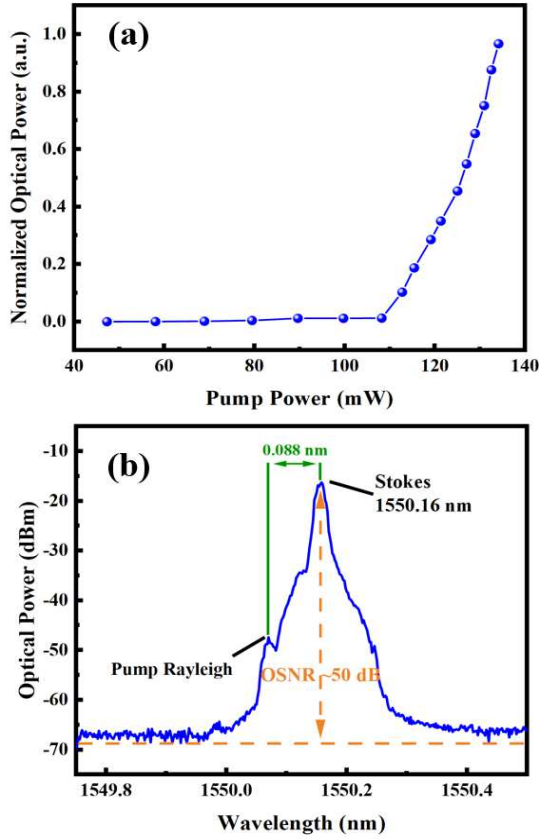 (a)
Normalized Optical Power (a.u.)
1.0
0.8
0.6
0.4
0.2
0.0
40
60
80
100
120
140
Pump Power (mW)
(b)
0.088 nm
Stokes
1550.16 nm
Pump Rayleigh
OSNR ~50 dB
Optical Power (dBm)
-10
-20
-30
-40
-50
-60
-70
1549.8
1550.0
1550.2
1550.4
Wavelength (nm)